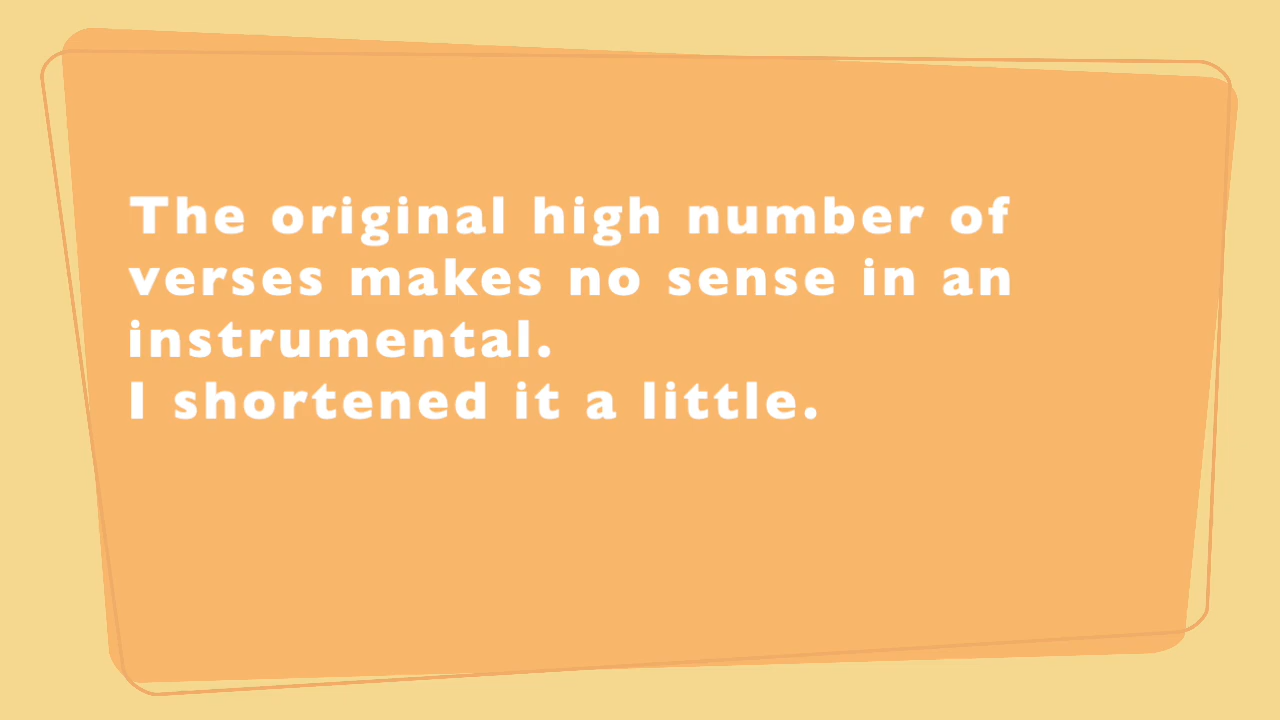 The original high number of
verses makes no sense in an
instrumental.
I shortened it a little.